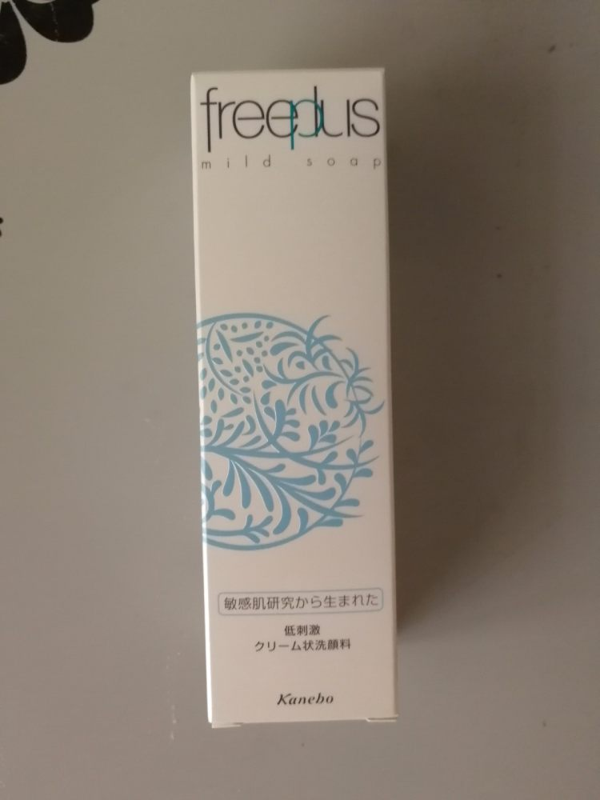 freeplus
mild soap
敏感肌研究から生まれた
低刺激
クリーム状洗顔料
Kanebo